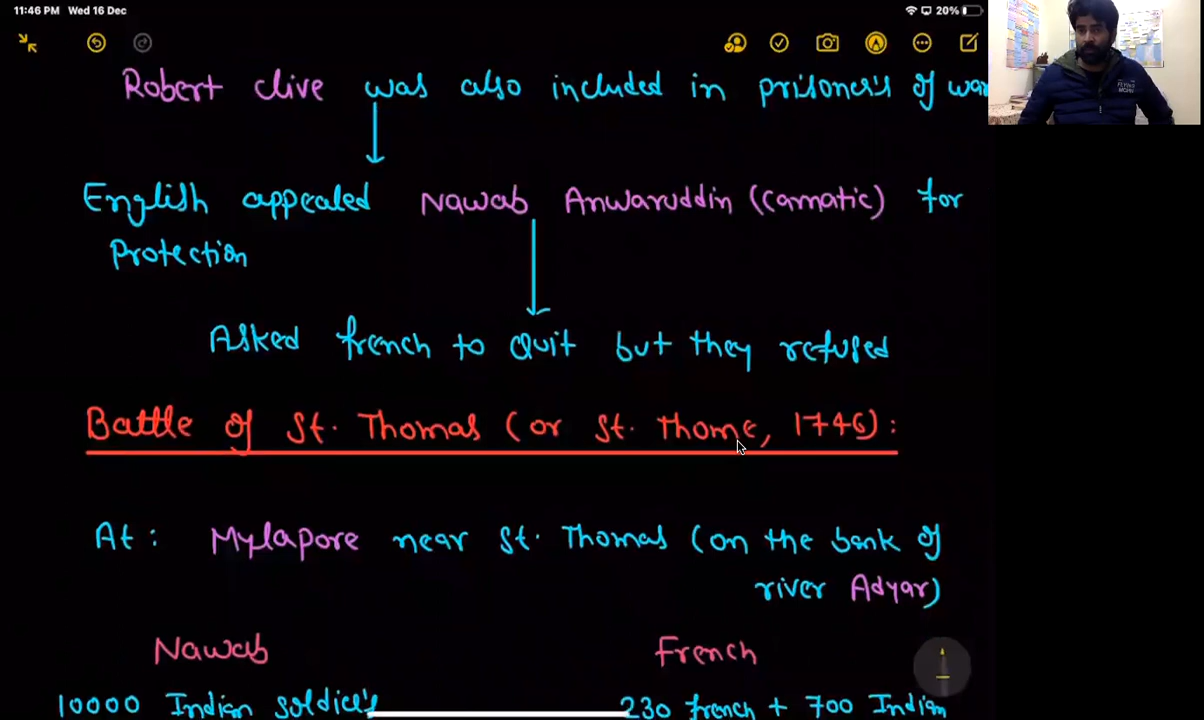 11:46 PM Wed 16 Dec 20%
Robert clive was also included in prisoner's of war
English appealed Nawab Anwaruddin (Carnatic) for
Protection
Asked french to Quit but they refused
Battle of St. Thomas (or St. Thome, 1746) :
At : Mylapore near St. Thomas (on the bank of
river Adyar)
Nawab French
10000 Indian soldier's 230 french + 700 Indian